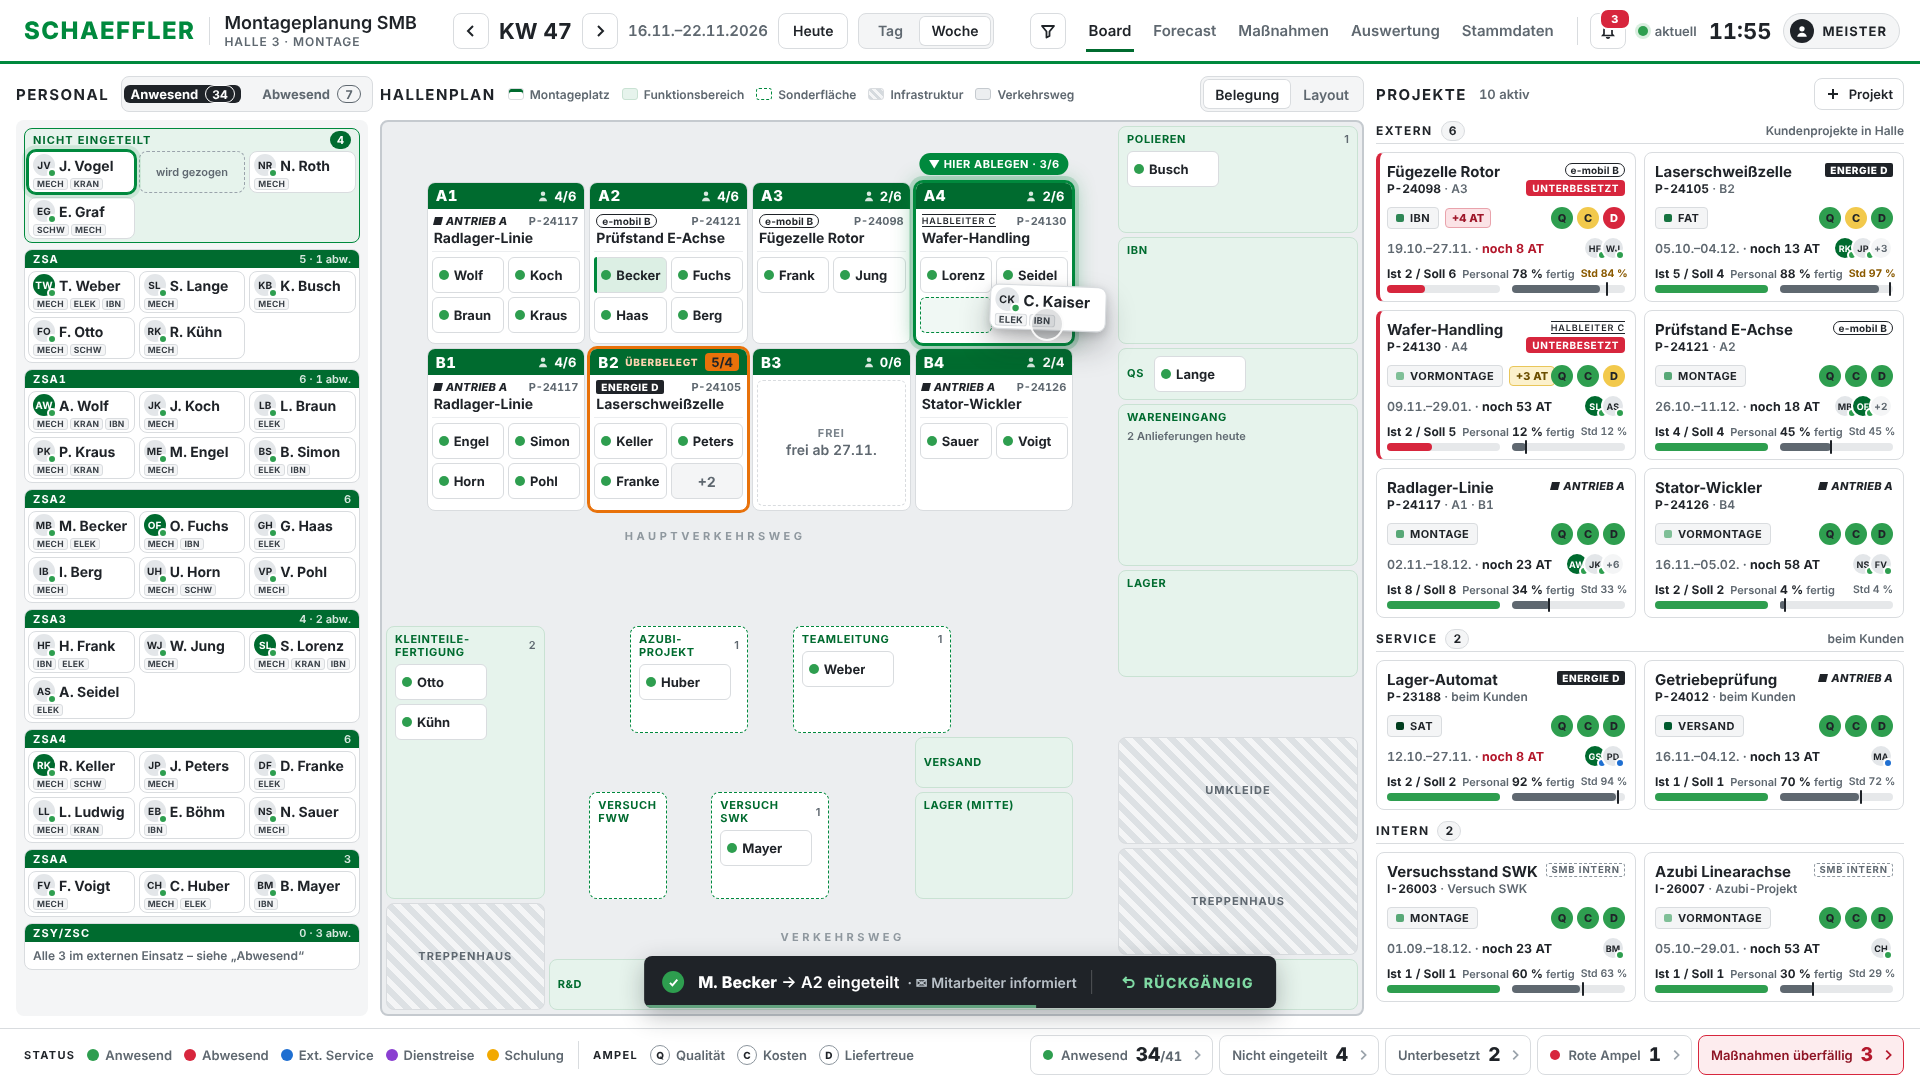 SCHAEFFLER
Montageplanung SMB
HALLE 3 · MONTAGE
KW 47
16.11.–22.11.2026
Heute
Tag
Woche
Board
Forecast
Maßnahmen
Auswertung
Stammdaten
3
aktuell
11:55
MEISTER
PERSONAL
Anwesend 34
Abwesend 7
NICHT EINGETEILT 4
JV J. Vogel
MECH KRAN
wird gezogen
NR N. Roth
MECH
EG E. Graf
SCHW MECH
ZSA 5 · 1 abw.
TW T. Weber
MECH ELEK IBN
SL S. Lange
MECH
KB K. Busch
MECH
FO F. Otto
MECH SCHW
RK R. Kühn
MECH
ZSA1 6 · 1 abw.
AW A. Wolf
MECH KRAN IBN
JK J. Koch
MECH
LB L. Braun
ELEK
PK P. Kraus
MECH KRAN
ME M. Engel
MECH
BS B. Simon
ELEK IBN
ZSA2 6
MB M. Becker
MECH ELEK
OF O. Fuchs
MECH IBN
GH G. Haas
ELEK
IB I. Berg
MECH
UH U. Horn
MECH SCHW
VP V. Pohl
MECH
ZSA3 4 · 2 abw.
HF H. Frank
IBN ELEK
WJ W. Jung
MECH
SL S. Lorenz
MECH KRAN IBN
AS A. Seidel
ELEK
ZSA4 6
RK R. Keller
MECH SCHW
JP J. Peters
MECH
DF D. Franke
ELEK
LL L. Ludwig
MECH KRAN
EB E. Böhm
IBN
NS N. Sauer
MECH
ZSAA 3
FV F. Voigt
MECH
CH C. Huber
MECH ELEK
BM B. Mayer
IBN
ZSY/ZSC 0 · 3 abw.
Alle 3 im externen Einsatz – siehe „Abwesend“
HALLENPLAN
Montageplatz
Funktionsbereich
Sonderfläche
Infrastruktur
Verkehrsweg
Belegung
Layout
▼ HIER ABLEGEN · 3/6
A1 4/6
ANTRIEB A P-24117
Radlager-Linie
Wolf
Koch
Braun
Kraus
A2 4/6
e-mobil B P-24121
Prüfstand E-Achse
Becker
Fuchs
Haas
Berg
A3 2/6
e-mobil B P-24098
Fügezelle Rotor
Frank
Jung
A4 2/6
HALBLEITER C P-24130
Wafer-Handling
Lorenz
Seidel
CK C. Kaiser
ELEK IBN
B1 4/6
ANTRIEB A P-24117
Radlager-Linie
Engel
Simon
Horn
Pohl
B2 ÜBERBELEGT 5/4
ENERGIE D P-24105
Laserschweißzelle
Keller
Peters
Franke
+2
B3 0/6
FREI
frei ab 27.11.
B4 2/4
ANTRIEB A P-24126
Stator-Wickler
Sauer
Voigt
HAUPTVERKEHRSWEG
POLIEREN 1
Busch
IBN
QS
Lange
WARENEINGANG
2 Anlieferungen heute
LAGER
KLEINTEILE-
FERTIGUNG 2
Otto
Kühn
AZUBI-
PROJEKT 1
Huber
TEAMLEITUNG 1
Weber
VERSUCH
FWW
VERSUCH
SWK 1
Mayer
VERSAND
LAGER (MITTE)
UMKLEIDE
TREPPENHAUS
TREPPENHAUS
VERKEHRSWEG
R&D
M. Becker → A2 eingeteilt · ✉ Mitarbeiter informiert
RÜCKGÄNGIG
PROJEKTE 10 aktiv
+ Projekt
EXTERN 6
Kundenprojekte in Halle
Fügezelle Rotor e-mobil B
P-24098 · A3 UNTERBESETZT
IBN +4 AT Q C D
19.10.–27.11. · noch 8 AT HF WJ
Ist 2 / Soll 6 Personal 78 % fertig Std 84 %
Laserschweißzelle ENERGIE D
P-24105 · B2
FAT Q C D
05.10.–04.12. · noch 13 AT RK JP +3
Ist 5 / Soll 4 Personal 88 % fertig Std 97 %
Wafer-Handling HALBLEITER C
P-24130 · A4 UNTERBESETZT
VORMONTAGE +3 AT Q C D
09.11.–29.01. · noch 53 AT SL AS
Ist 2 / Soll 5 Personal 12 % fertig Std 12 %
Prüfstand E-Achse e-mobil B
P-24121 · A2
MONTAGE Q C D
26.10.–11.12. · noch 18 AT MB OF +2
Ist 4 / Soll 4 Personal 45 % fertig Std 45 %
Radlager-Linie ANTRIEB A
P-24117 · A1 · B1
MONTAGE Q C D
02.11.–18.12. · noch 23 AT AW JK +6
Ist 8 / Soll 8 Personal 34 % fertig Std 33 %
Stator-Wickler ANTRIEB A
P-24126 · B4
VORMONTAGE Q C D
16.11.–05.02. · noch 58 AT NS FV
Ist 2 / Soll 2 Personal 4 % fertig Std 4 %
SERVICE 2
beim Kunden
Lager-Automat ENERGIE D
P-23188 · beim Kunden
SAT Q C D
12.10.–27.11. · noch 8 AT GS PD
Ist 2 / Soll 2 Personal 92 % fertig Std 94 %
Getriebeprüfung ANTRIEB A
P-24012 · beim Kunden
VERSAND Q C D
16.11.–04.12. · noch 13 AT MA
Ist 1 / Soll 1 Personal 70 % fertig Std 72 %
INTERN 2
Versuchsstand SWK SMB INTERN
I-26003 · Versuch SWK
MONTAGE Q C D
01.09.–18.12. · noch 23 AT BM
Ist 1 / Soll 1 Personal 60 % fertig Std 63 %
Azubi Linearachse SMB INTERN
I-26007 · Azubi-Projekt
VORMONTAGE Q C D
05.10.–29.01. · noch 53 AT CH
Ist 1 / Soll 1 Personal 30 % fertig Std 29 %
STATUS
Anwesend
Abwesend
Ext. Service
Dienstreise
Schulung
AMPEL
Q Qualität
C Kosten
D Liefertreue
Anwesend 34/41
Nicht eingeteilt 4
Unterbesetzt 2
Rote Ampel 1
Maßnahmen überfällig 3